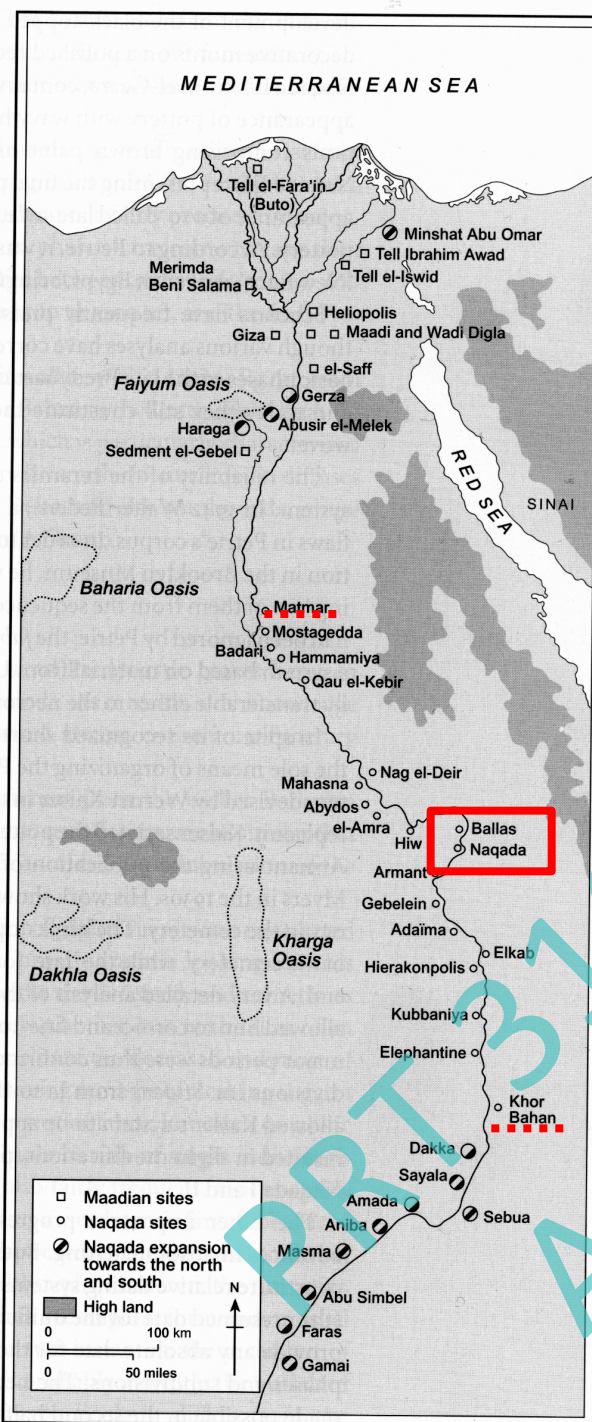 MEDITERRANEAN SEA
Tell el-Fara'in
(Buto)
Minshat Abu Omar
Tell Ibrahim Awad
Tell el-Iswid
Merimda
Beni Salama
Heliopolis
Giza
Maadi and Wadi Digla
el-Saff
Faiyum Oasis
Gerza
Abusir el-Melek
Haraga
Sedment el-Gebel
RED SEA
SINAI
Baharia Oasis
Matmar
Mostagedda
Badari
Hammamiya
Qau el-Kebir
Nag el-Deir
Mahasna
Abydos
el-Amra
Hiw
Ballas
Naqada
Armant
Gebelein
Adaïma
Kharga
Oasis
Dakhla Oasis
Elkab
Hierakonpolis
Kubbaniya
Elephantine
Khor
Bahan
Dakka
Sayala
Amada
Sebua
Aniba
Masma
Abu Simbel
Faras
Gamai
Maadian sites
Naqada sites
Naqada expansion
towards the north
and south
High land
N
0 100 km
0 50 miles
PRT 31
A